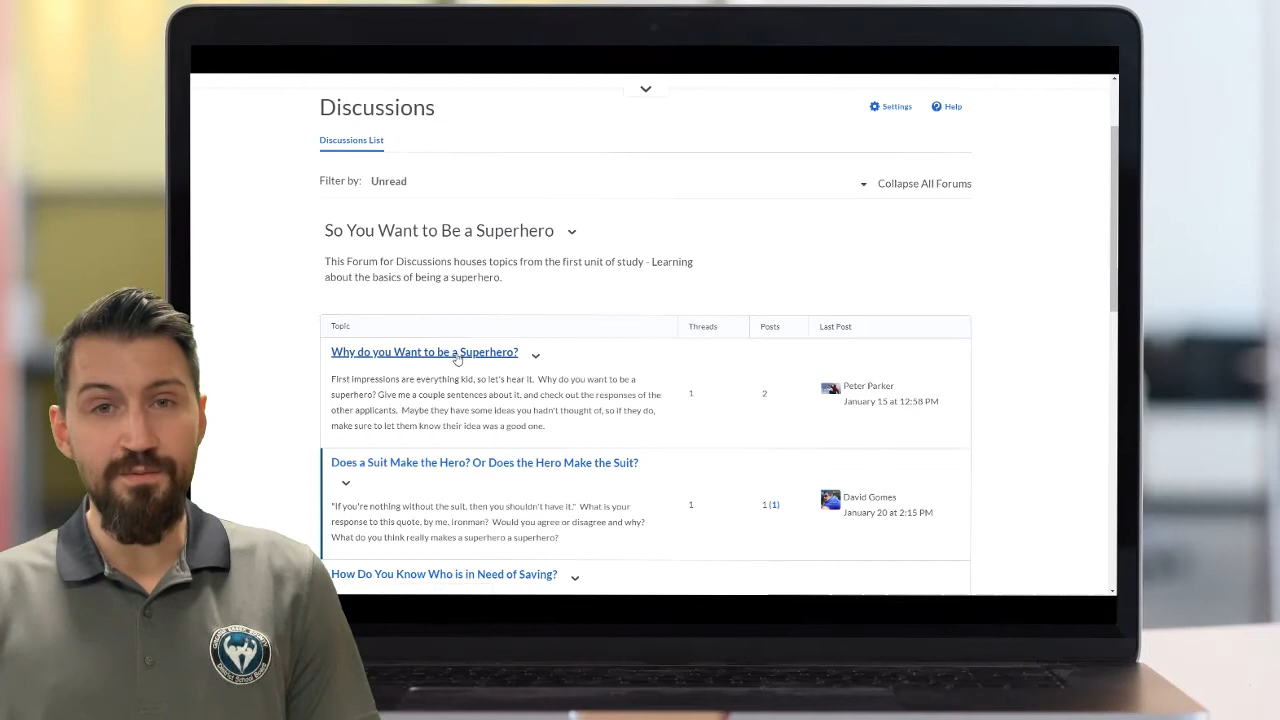 Discussions
Settings
Help
Discussions List
Filter by: Unread
Collapse All Forums
So You Want to Be a Superhero
This Forum for Discussions houses topics from the first unit of study - Learning
about the basics of being a superhero.
Topic Threads Posts Last Post
Why do you Want to be a Superhero?
First impressions are everything kid, so let's hear it. Why do you want to be a
superhero? Give me a couple sentences about it, and check out the responses of the
other applicants. Maybe they have some ideas you hadn't thought of, so if they do,
make sure to let them know their idea was a good one.
1
2
Peter Parker
January 15 at 12:58 PM
Does a Suit Make the Hero? Or Does the Hero Make the Suit?
"If you're nothing without the suit, then you shouldn't have it." What is your
response to this quote, by me, ironman? Would you agree or disagree and why?
What do you think really makes a superhero a superhero?
1
1 (1)
David Gomes
January 20 at 2:15 PM
How Do You Know Who is in Need of Saving?
District School Board